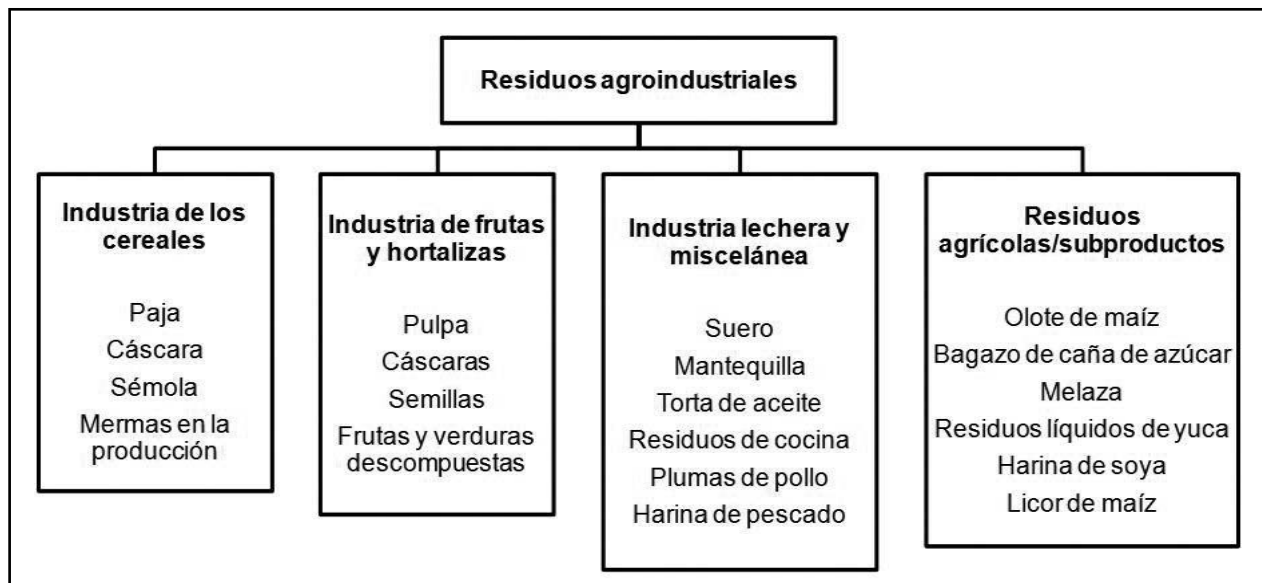 Residuos agroindustriales
Industria de los
cereales
Paja
Cáscara
Sémola
Mermas en la
producción
Industria de frutas
y hortalizas
Pulpa
Cáscaras
Semillas
Frutas y verduras
descompuestas
Industria lechera y
miscelánea
Suero
Mantequilla
Torta de aceite
Residuos de cocina
Plumas de pollo
Harina de pescado
Residuos
agrícolas/subproductos
Olote de maíz
Bagazo de caña de azúcar
Melaza
Residuos líquidos de yuca
Harina de soya
Licor de maíz